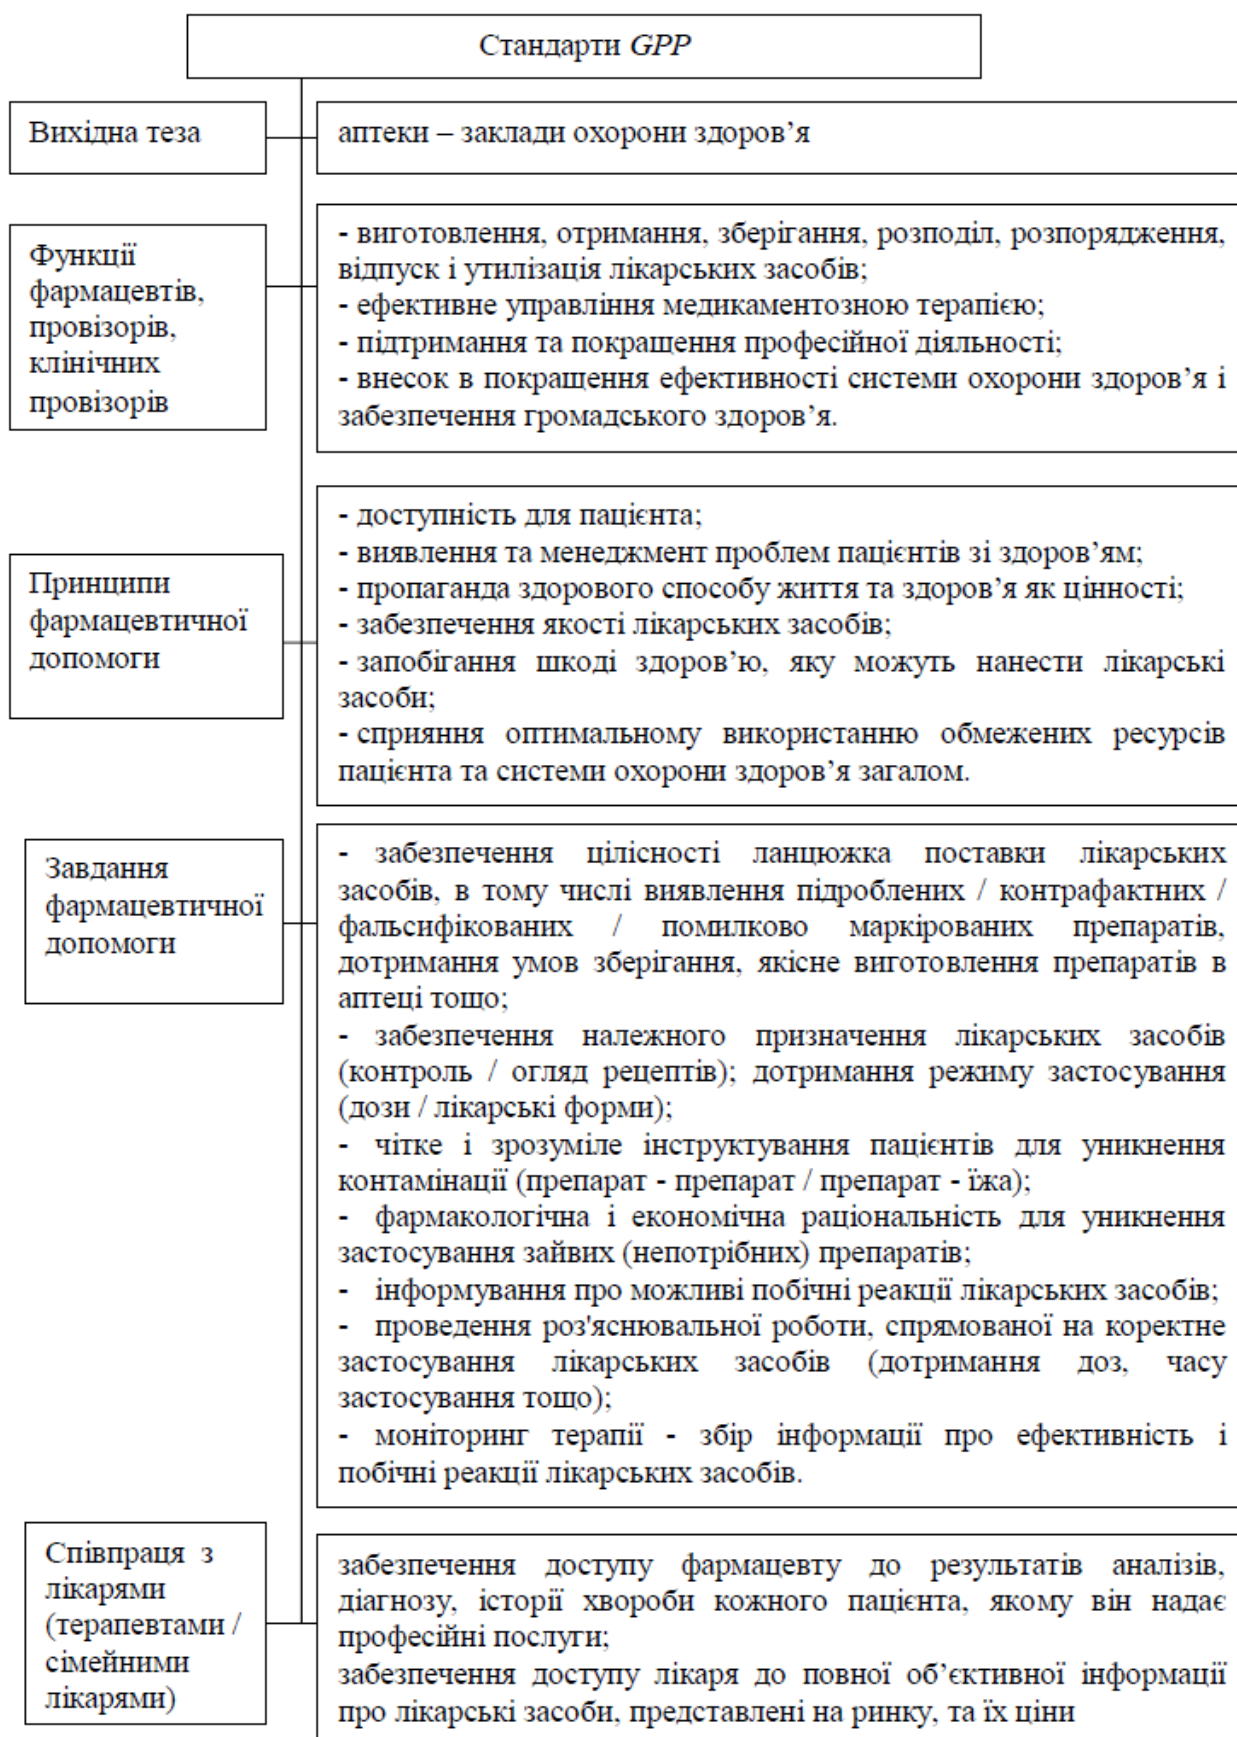 Стандарти GPP
Вихідна теза
аптеки – заклади охорони здоров’я
Функції
фармацевтів,
провізорів,
клінічних
провізорів
- виготовлення, отримання, зберігання, розподіл, розпорядження,
відпуск і утилізація лікарських засобів;
- ефективне управління медикаментозною терапією;
- підтримання та покращення професійної діяльності;
- внесок в покращення ефективності системи охорони здоров’я і
забезпечення громадського здоров’я.
Принципи
фармацевтичної
допомоги
- доступність для пацієнта;
- виявлення та менеджмент проблем пацієнтів зі здоров’ям;
- пропаганда здорового способу життя та здоров’я як цінності;
- забезпечення якості лікарських засобів;
- запобігання шкоді здоров’ю, яку можуть нанести лікарські
засоби;
- сприяння оптимальному використанню обмежених ресурсів
пацієнта та системи охорони здоров’я загалом.
Завдання
фармацевтичної
допомоги
- забезпечення цілісності ланцюжка поставки лікарських
засобів, в тому числі виявлення підроблених / контрафактних /
фальсифікованих / помилково маркірованих препаратів,
дотримання умов зберігання, якісне виготовлення препаратів в
аптеці тощо;
- забезпечення належного призначення лікарських засобів
(контроль / огляд рецептів); дотримання режиму застосування
(дози / лікарські форми);
- чітке і зрозуміле інструктування пацієнтів для уникнення
контамінації (препарат - препарат / препарат - їжа);
- фармакологічна і економічна раціональність для уникнення
застосування зайвих (непотрібних) препаратів;
- інформування про можливі побічні реакції лікарських засобів;
- проведення роз'яснювальної роботи, спрямованої на коректне
застосування лікарських засобів (дотримання доз, часу
застосування тощо);
- моніторинг терапії - збір інформації про ефективність і
побічні реакції лікарських засобів.
Співпраця з
лікарями
(терапевтами /
сімейними
лікарями)
забезпечення доступу фармацевту до результатів аналізів,
діагнозу, історії хвороби кожного пацієнта, якому він надає
професійні послуги;
забезпечення доступу лікаря до повної об’єктивної інформації
про лікарські засоби, представлені на ринку, та їх ціни